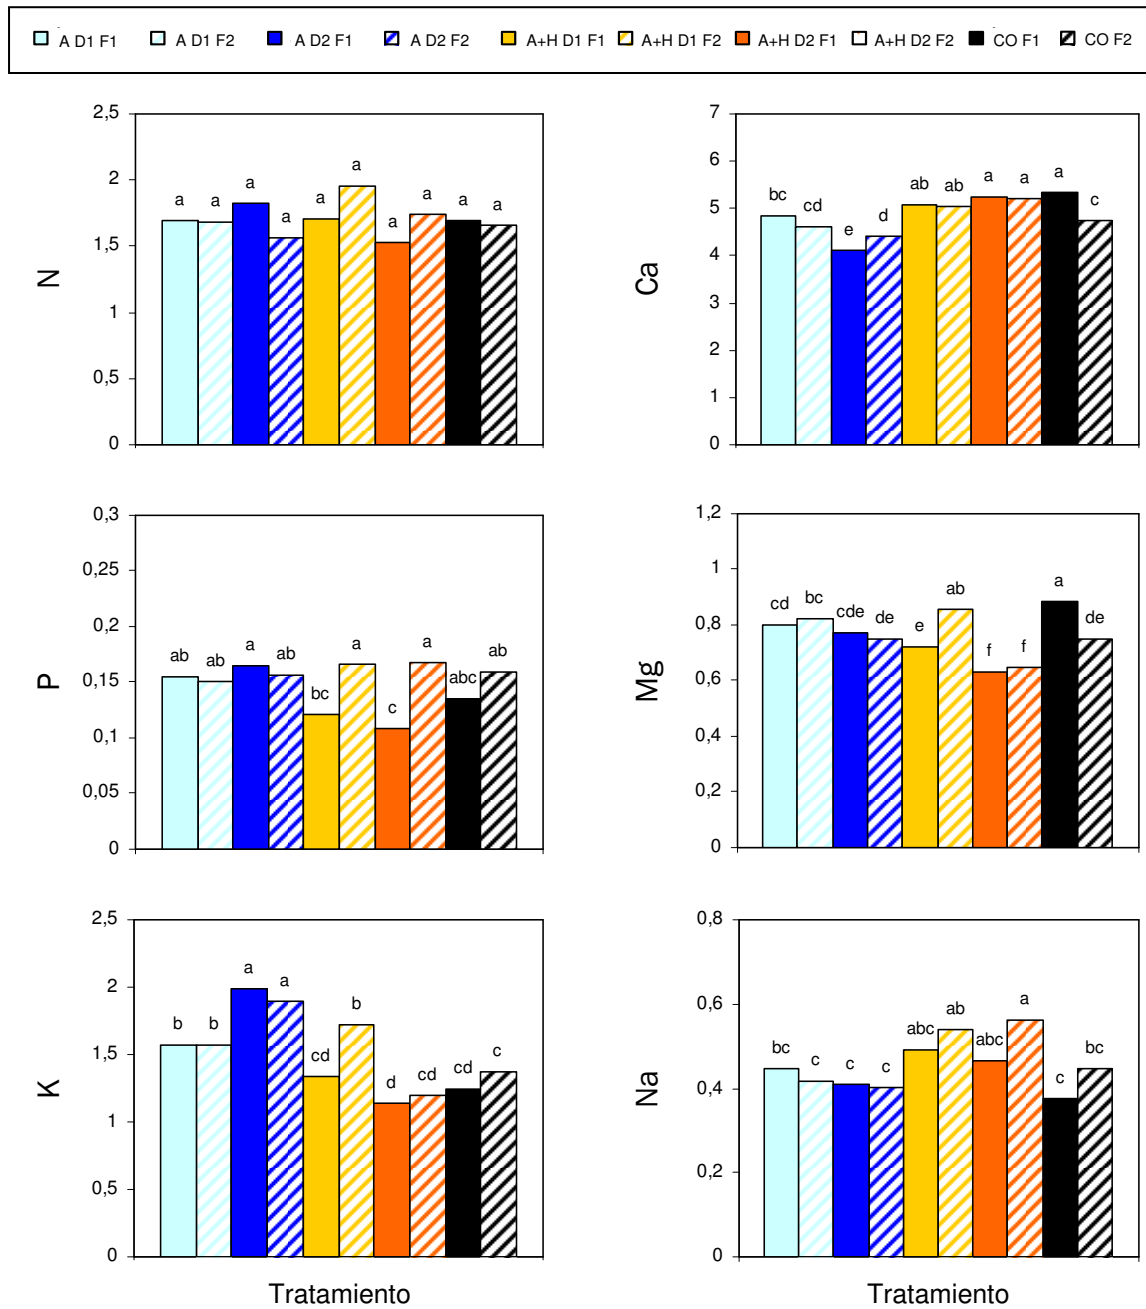 A D1 F1 A D1 F2 A D2 F1 A D2 F2 A+H D1 F1 A+H D1 F2 A+H D2 F1 A+H D2 F2 CO F1 CO F2
N
2,5
2
1,5
1
0,5
0
a a a a a a a a a a
Ca
7
6
5
4
3
2
1
0
bc cd e d ab ab a a a c
P
0,3
0,25
0,2
0,15
0,1
0,05
0
ab ab a ab bc a c a abc ab
Mg
1,2
1
0,8
0,6
0,4
0,2
0
cd bc cde de e ab f f a de
K
2,5
2
1,5
1
0,5
0
b b a a cd b d cd cd c
Tratamiento
Na
0,8
0,6
0,4
0,2
0
bc c c c abc ab abc a c bc
Tratamiento